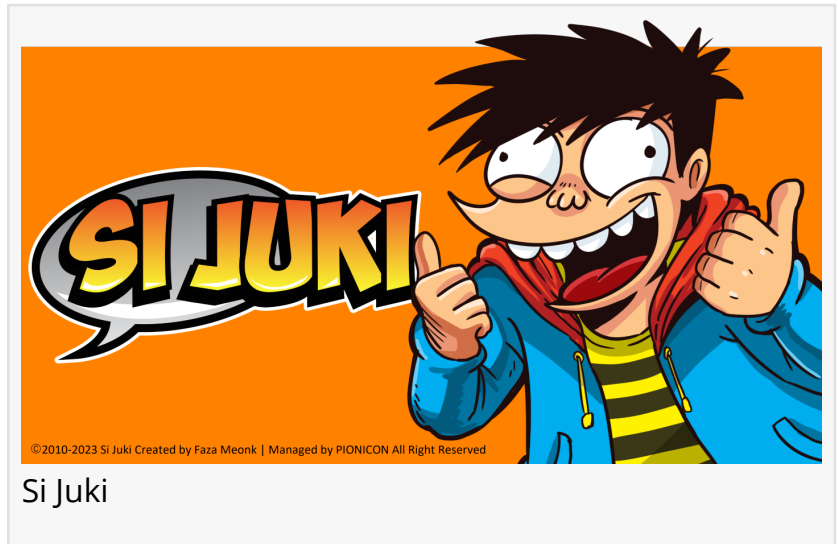 SI JUKI
©2010-2023 Si Juki Created by Faza Meonk | Managed by PIONICON All Right Reserved
Si Juki